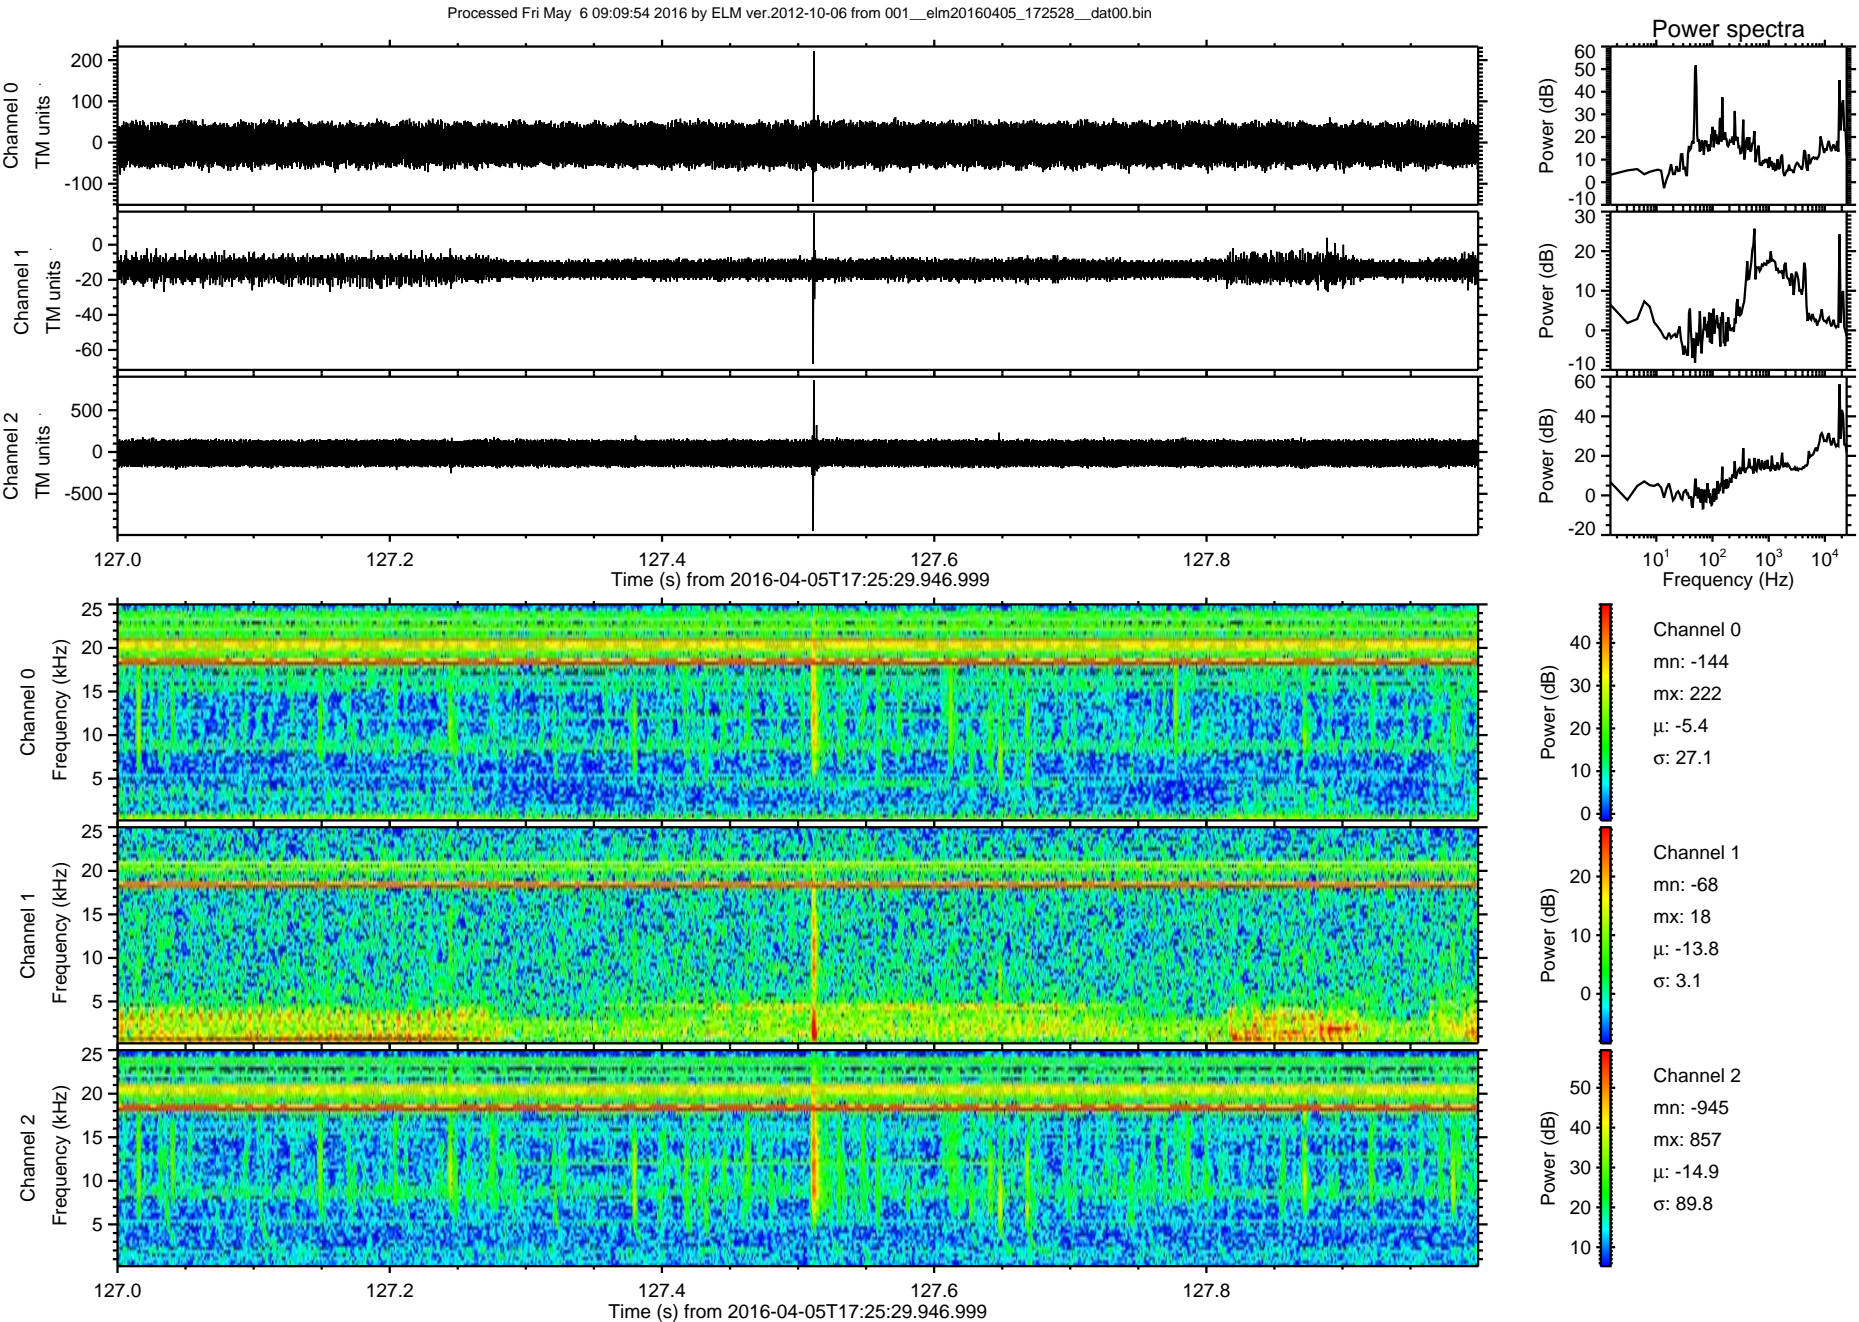 Processed Fri May  6 09:09:54 2016 by ELM ver.2012-10-06 from 001__elm20160405_172528__dat00.bin
Power spectra
Channel 0
TM units
200
100
0
-100
Power (dB)
60
50
40
30
20
10
0
-10
Channel 1
TM units
0
-20
-40
-60
Power (dB)
30
20
10
0
-10
Channel 2
TM units
500
0
-500
Power (dB)
60
40
20
0
-20
127.0 127.2 127.4 127.6 127.8
Time (s) from 2016-04-05T17:25:29.946.999
10^1 10^2 10^3 10^4
Frequency (Hz)
Channel 0
Frequency (kHz)
25
20
15
10
5
Power (dB)
40
30
20
10
0
Channel 0
mn: -144
mx: 222
μ: -5.4
σ: 27.1
Channel 1
Frequency (kHz)
25
20
15
10
5
Power (dB)
20
10
0
Channel 1
mn: -68
mx: 18
μ: -13.8
σ: 3.1
Channel 2
Frequency (kHz)
25
20
15
10
5
Power (dB)
50
40
30
20
10
Channel 2
mn: -945
mx: 857
μ: -14.9
σ: 89.8
127.0 127.2 127.4 127.6 127.8
Time (s) from 2016-04-05T17:25:29.946.999